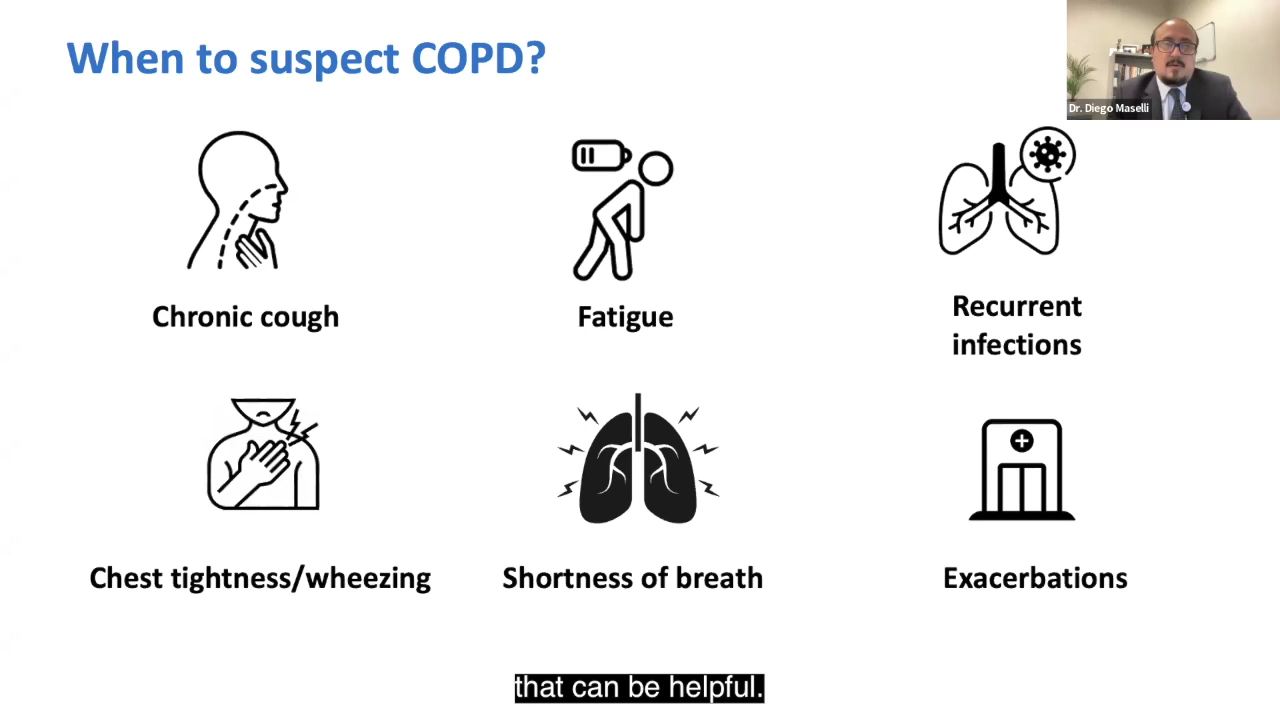 When to suspect COPD?
Dr. Diego Maselli
Chronic cough
Fatigue
Recurrent
infections
Chest tightness/wheezing
Shortness of breath
Exacerbations
that can be helpful.